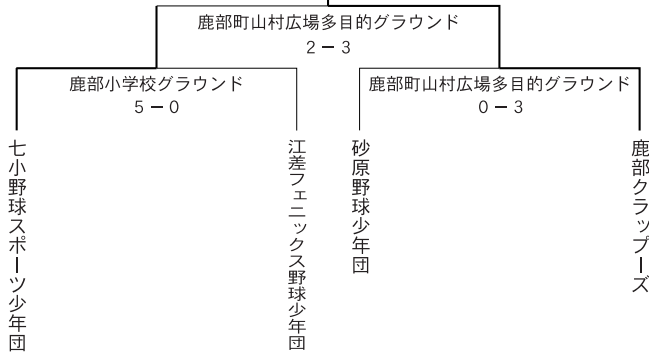 鹿部町山村広場多目的グラウンド
2－3
鹿部小学校グラウンド
5－0
鹿部町山村広場多目的グラウンド
0－3
七小野球スポーツ少年団
江差フェニックス野球少年団
砂原野球少年団
鹿部クラップーズ